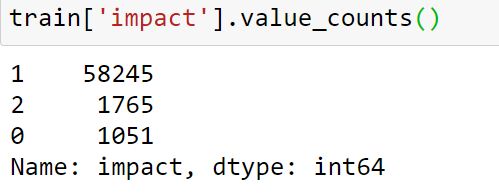 train['impact'].value_counts()
1    58245
2     1765
0     1051
Name: impact, dtype: int64